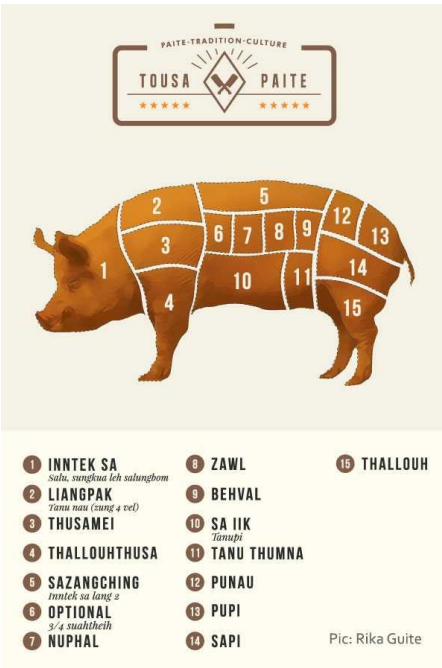 PAITE-TRADITION-CULTURE
TOUSA PAITE
2
5
12
13
3
6
7
8
9
1
14
10
11
4
15
1 INNTEK SA
Salu, sungkua leh salungbom
2 LIANGPAK
Tanu nau (zung 4 vel)
3 THUSAMEI
4 THALLOUHTHUSA
5 SAZANGCHING
Inntek sa lang 2
6 OPTIONAL
3/4 suahtheih
7 NUPHAL
8 ZAWL
9 BEHVAL
10 SA IIK
Tanupi
11 TANU THUMNA
12 PUNAU
13 PUPI
14 SAPI
15 THALLOUH
Pic: Rika Guite